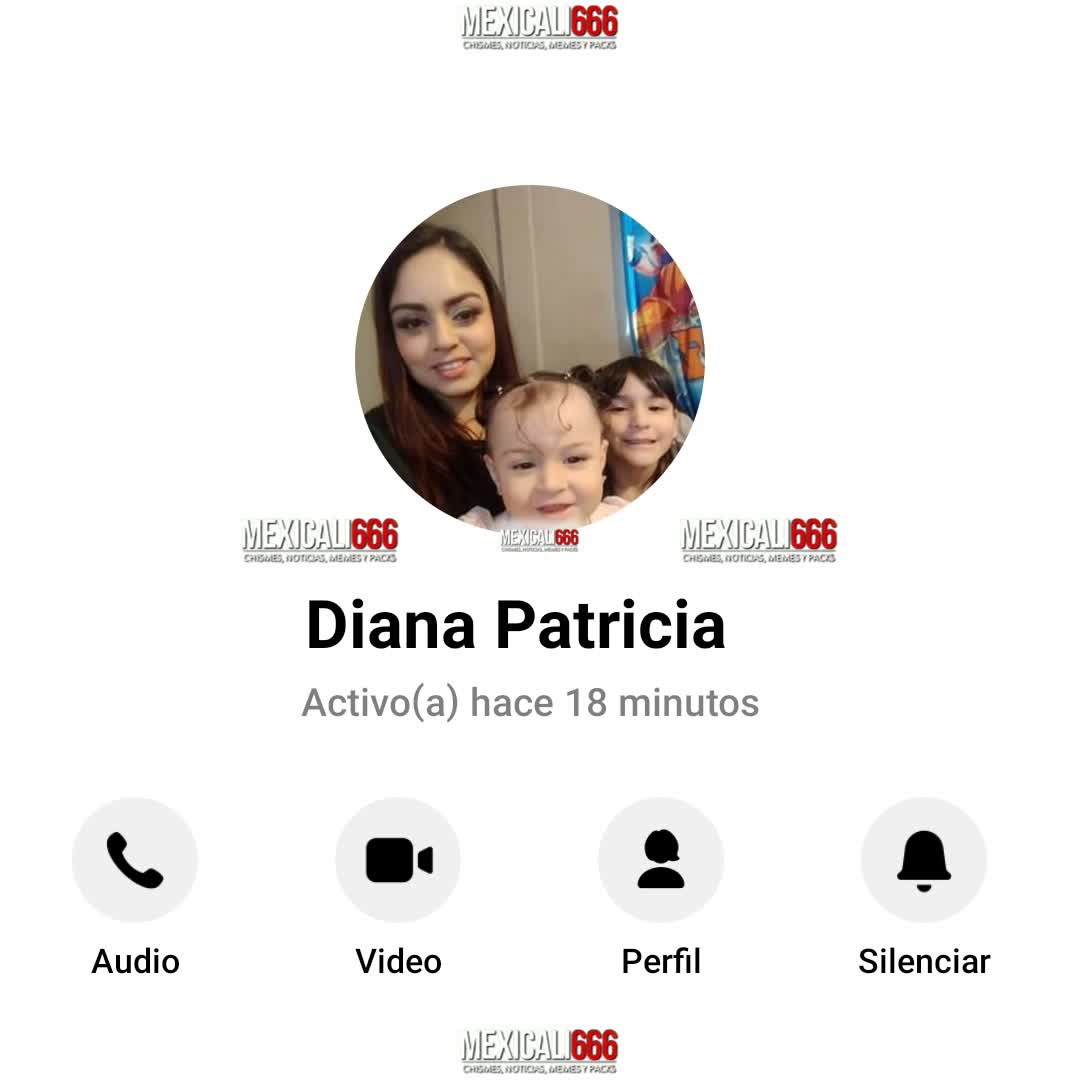 MEXICALI666
CHISMES, NOTICIAS, MEMES Y PACKS
MEXICALI666
CHISMES, NOTICIAS, MEMES Y PACKS
MEXICALI666
CHISMES, NOTICIAS, MEMES Y PACKS
MEXICALI666
CHISMES, NOTICIAS, MEMES Y PACKS
Diana Patricia
Activo(a) hace 18 minutos
Audio
Video
Perfil
Silenciar
MEXICALI666
CHISMES, NOTICIAS, MEMES Y PACKS